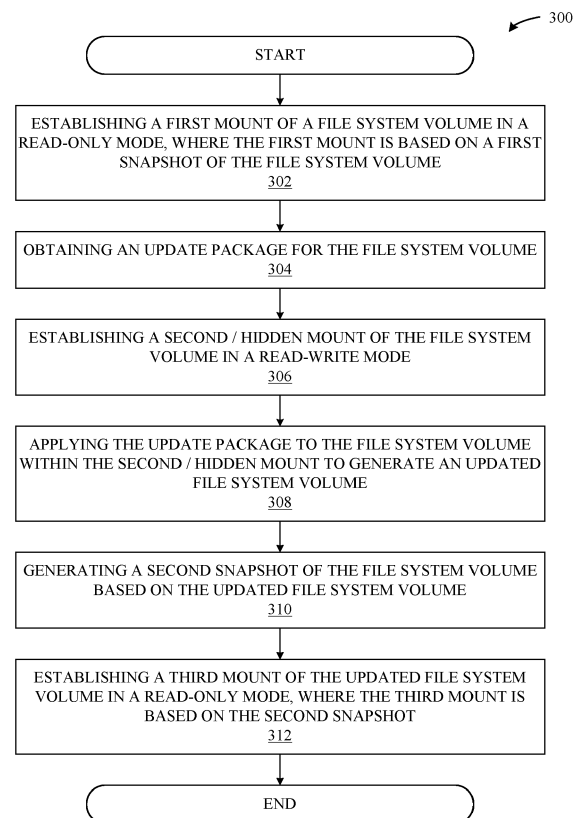 300
START
ESTABLISHING A FIRST MOUNT OF A FILE SYSTEM VOLUME IN A
READ-ONLY MODE, WHERE THE FIRST MOUNT IS BASED ON A FIRST
SNAPSHOT OF THE FILE SYSTEM VOLUME
302
OBTAINING AN UPDATE PACKAGE FOR THE FILE SYSTEM VOLUME
304
ESTABLISHING A SECOND / HIDDEN MOUNT OF THE FILE SYSTEM
VOLUME IN A READ-WRITE MODE
306
APPLYING THE UPDATE PACKAGE TO THE FILE SYSTEM VOLUME
WITHIN THE SECOND / HIDDEN MOUNT TO GENERATE AN UPDATED
FILE SYSTEM VOLUME
308
GENERATING A SECOND SNAPSHOT OF THE FILE SYSTEM VOLUME
BASED ON THE UPDATED FILE SYSTEM VOLUME
310
ESTABLISHING A THIRD MOUNT OF THE UPDATED FILE SYSTEM
VOLUME IN A READ-ONLY MODE, WHERE THE THIRD MOUNT IS
BASED ON THE SECOND SNAPSHOT
312
END